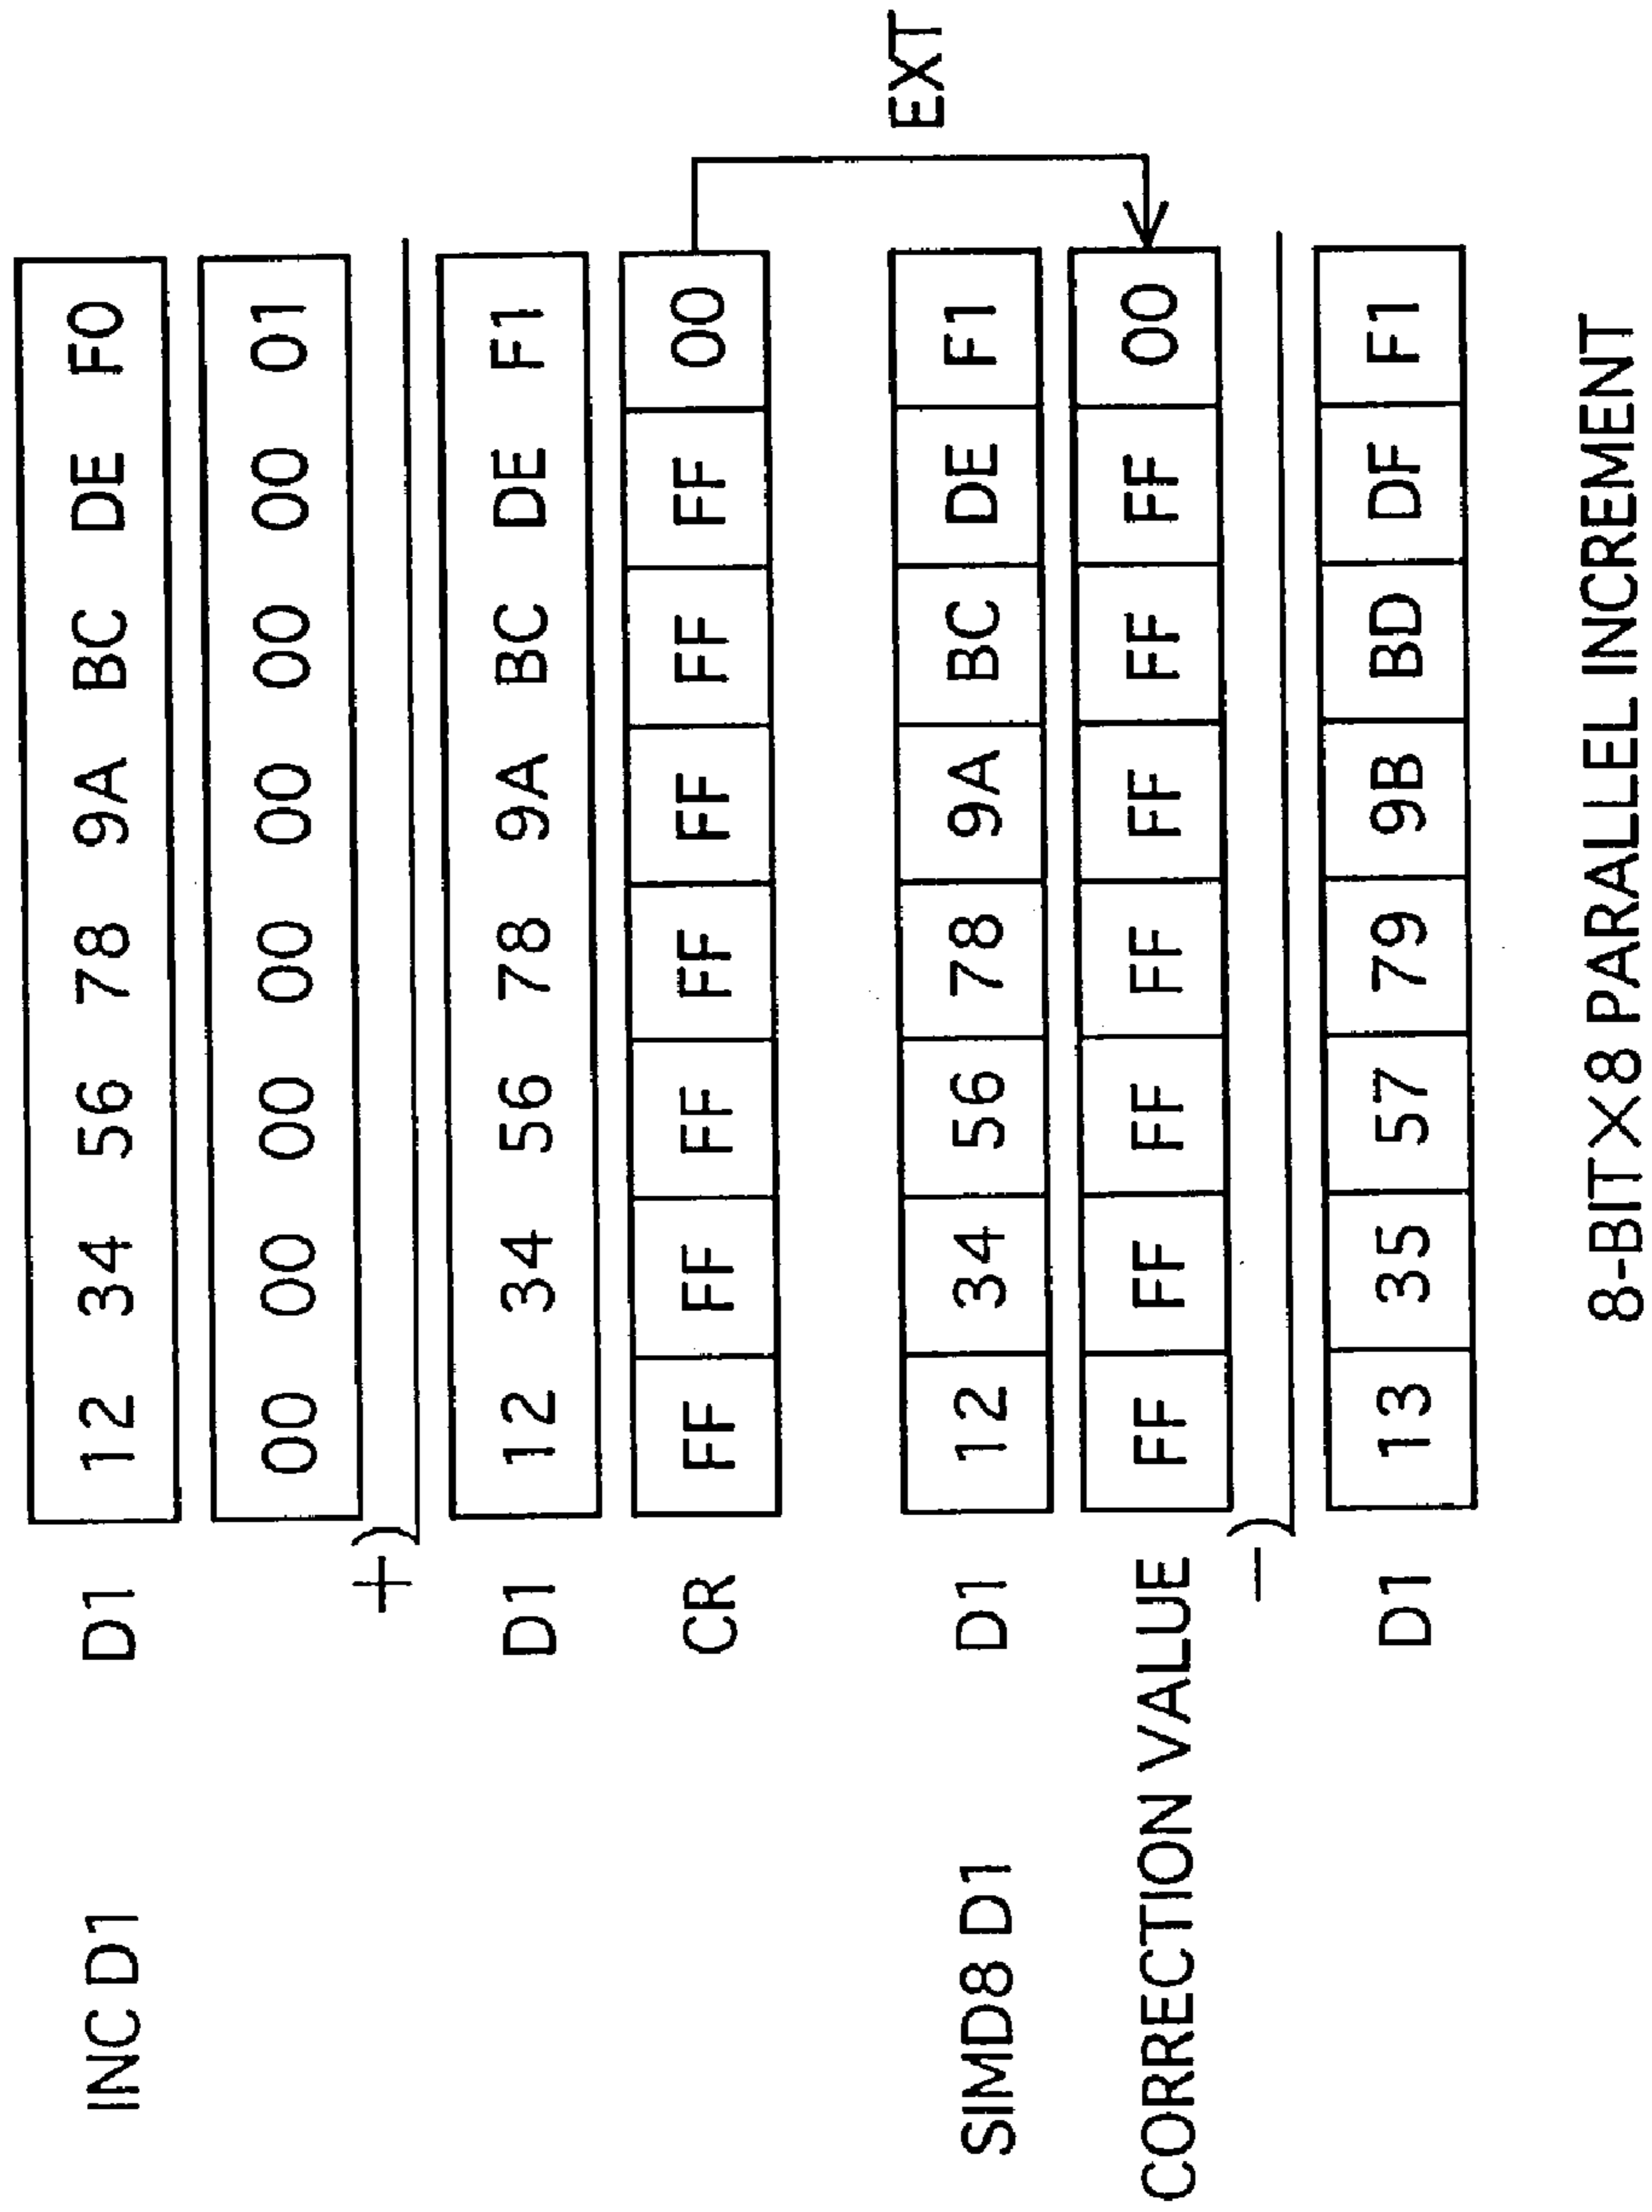 INC D1 D1 12 34 56 78 9A BC DE F0
00 00 00 00 00 00 00 01
+)
D1 12 34 56 78 9A BC DE F1
CR FF FF FF FF FF FF FF 00
EXT
SIMD8 D1 D1 12 34 56 78 9A BC DE F1
CORRECTION VALUE FF FF FF FF FF FF FF 00
−)
D1 13 35 57 79 9B BD DF F1
8-BIT×8 PARALLEL INCREMENT